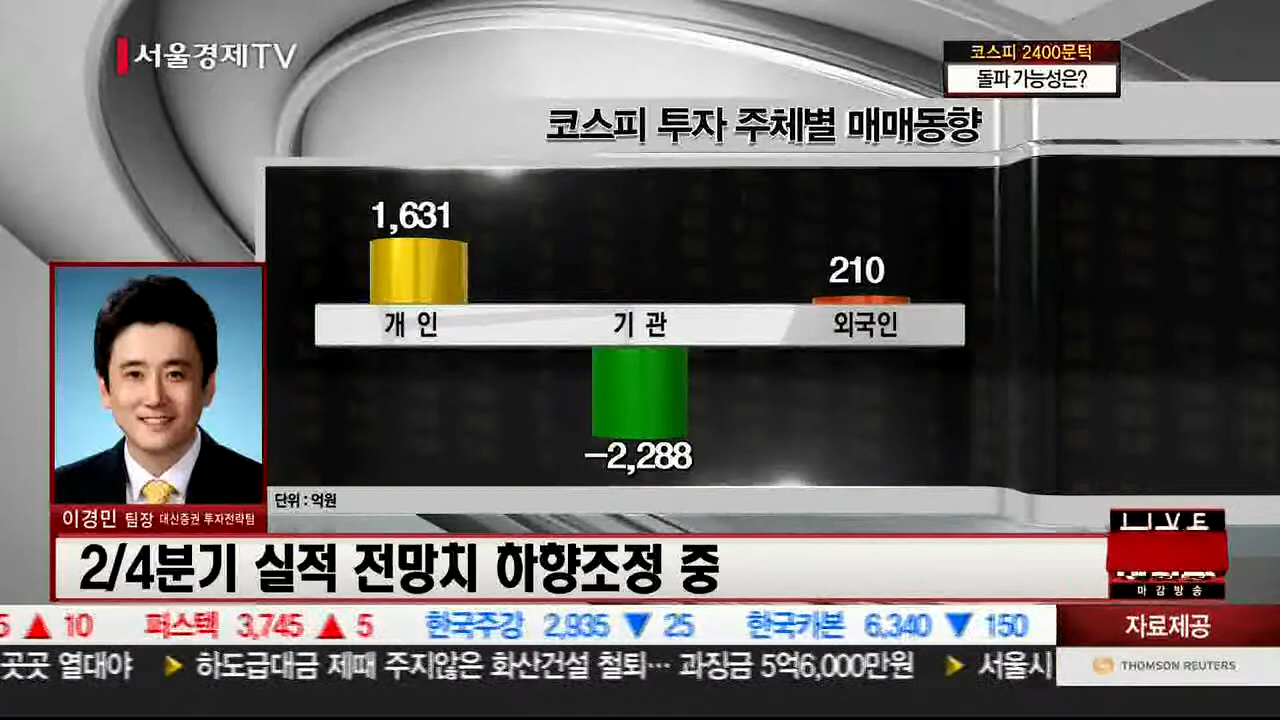 서울경제TV
코스피 2400문턱
돌파 가능성은?
코스피 투자 주체별 매매동향
1,631
210
개인
기관
외국인
-2,288
단위 : 억원
이경민 팀장 대신증권 투자전략팀
2/4분기 실적 전망치 하향조정 중
LIVE
마감방송
5 ▲ 10 퍼스텍 3,745 ▲ 5 한국주강 2,935 ▼ 25 한국카본 6,340 ▼ 150
자료제공
곳곳 열대야 ▶ 하도급대금 제때 주지않은 화산건설 철퇴… 과징금 5억6,000만원 ▶ 서울시
THOMSON REUTERS